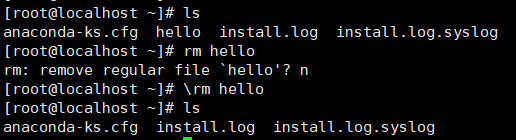 [root@localhost ~]# ls
anaconda-ks.cfg  hello  install.log  install.log.syslog
[root@localhost ~]# rm hello
rm: remove regular file `hello'? n
[root@localhost ~]# \rm hello
[root@localhost ~]# ls
anaconda-ks.cfg  install.log  install.log.syslog